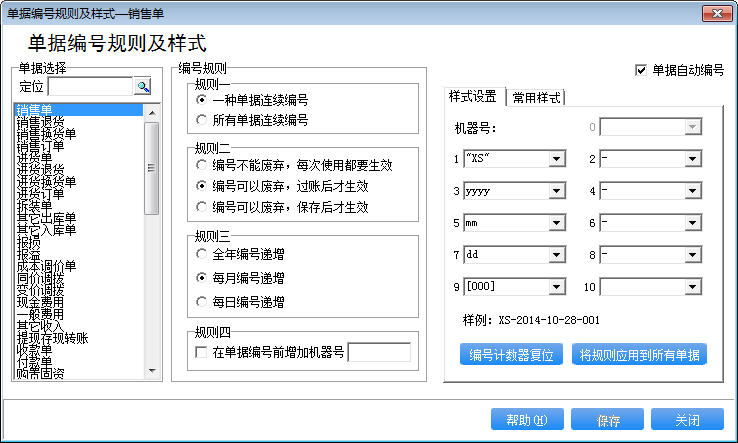 单据编号规则及样式—销售单
单据编号规则及样式
单据选择
定位
销售单
销售退货
销售换货单
销售订单
进货单
进货退货
进货换货单
进货订单
拆装单
其它出库单
其它入库单
报损
报溢
成本调价单
同价调拨
变价调拨
现金费用
一般费用
其它收入
提现存现转账
收款单
付款单
购置固资
编号规则
规则一
一种单据连续编号
所有单据连续编号
规则二
编号不能废弃，每次使用都要生效
编号可以废弃，过账后才生效
编号可以废弃，保存后才生效
规则三
全年编号递增
每月编号递增
每日编号递增
规则四
在单据编号前增加机器号
单据自动编号
样式设置 常用样式
机器号： 0
1 "XS" 2 -
3 yyyy 4 -
5 mm 6 -
7 dd 8 -
9 [000] 10
样例：XS-2014-10-28-001
编号计数器复位 将规则应用到所有单据
帮助(H) 保存 关闭